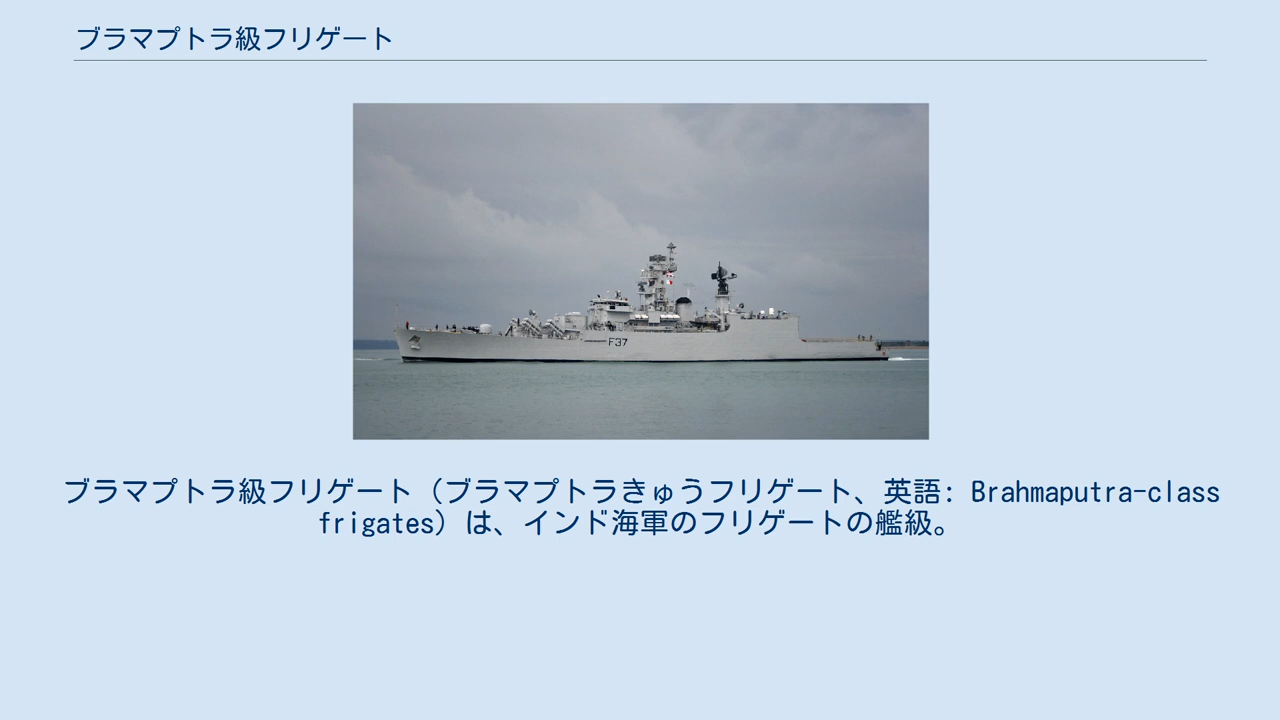 ブラマプトラ級フリゲート
F37
ブラマプトラ級フリゲート（ブラマプトラきゅうフリゲート、英語: Brahmaputra-class
frigates）は、インド海軍のフリゲートの艦級。